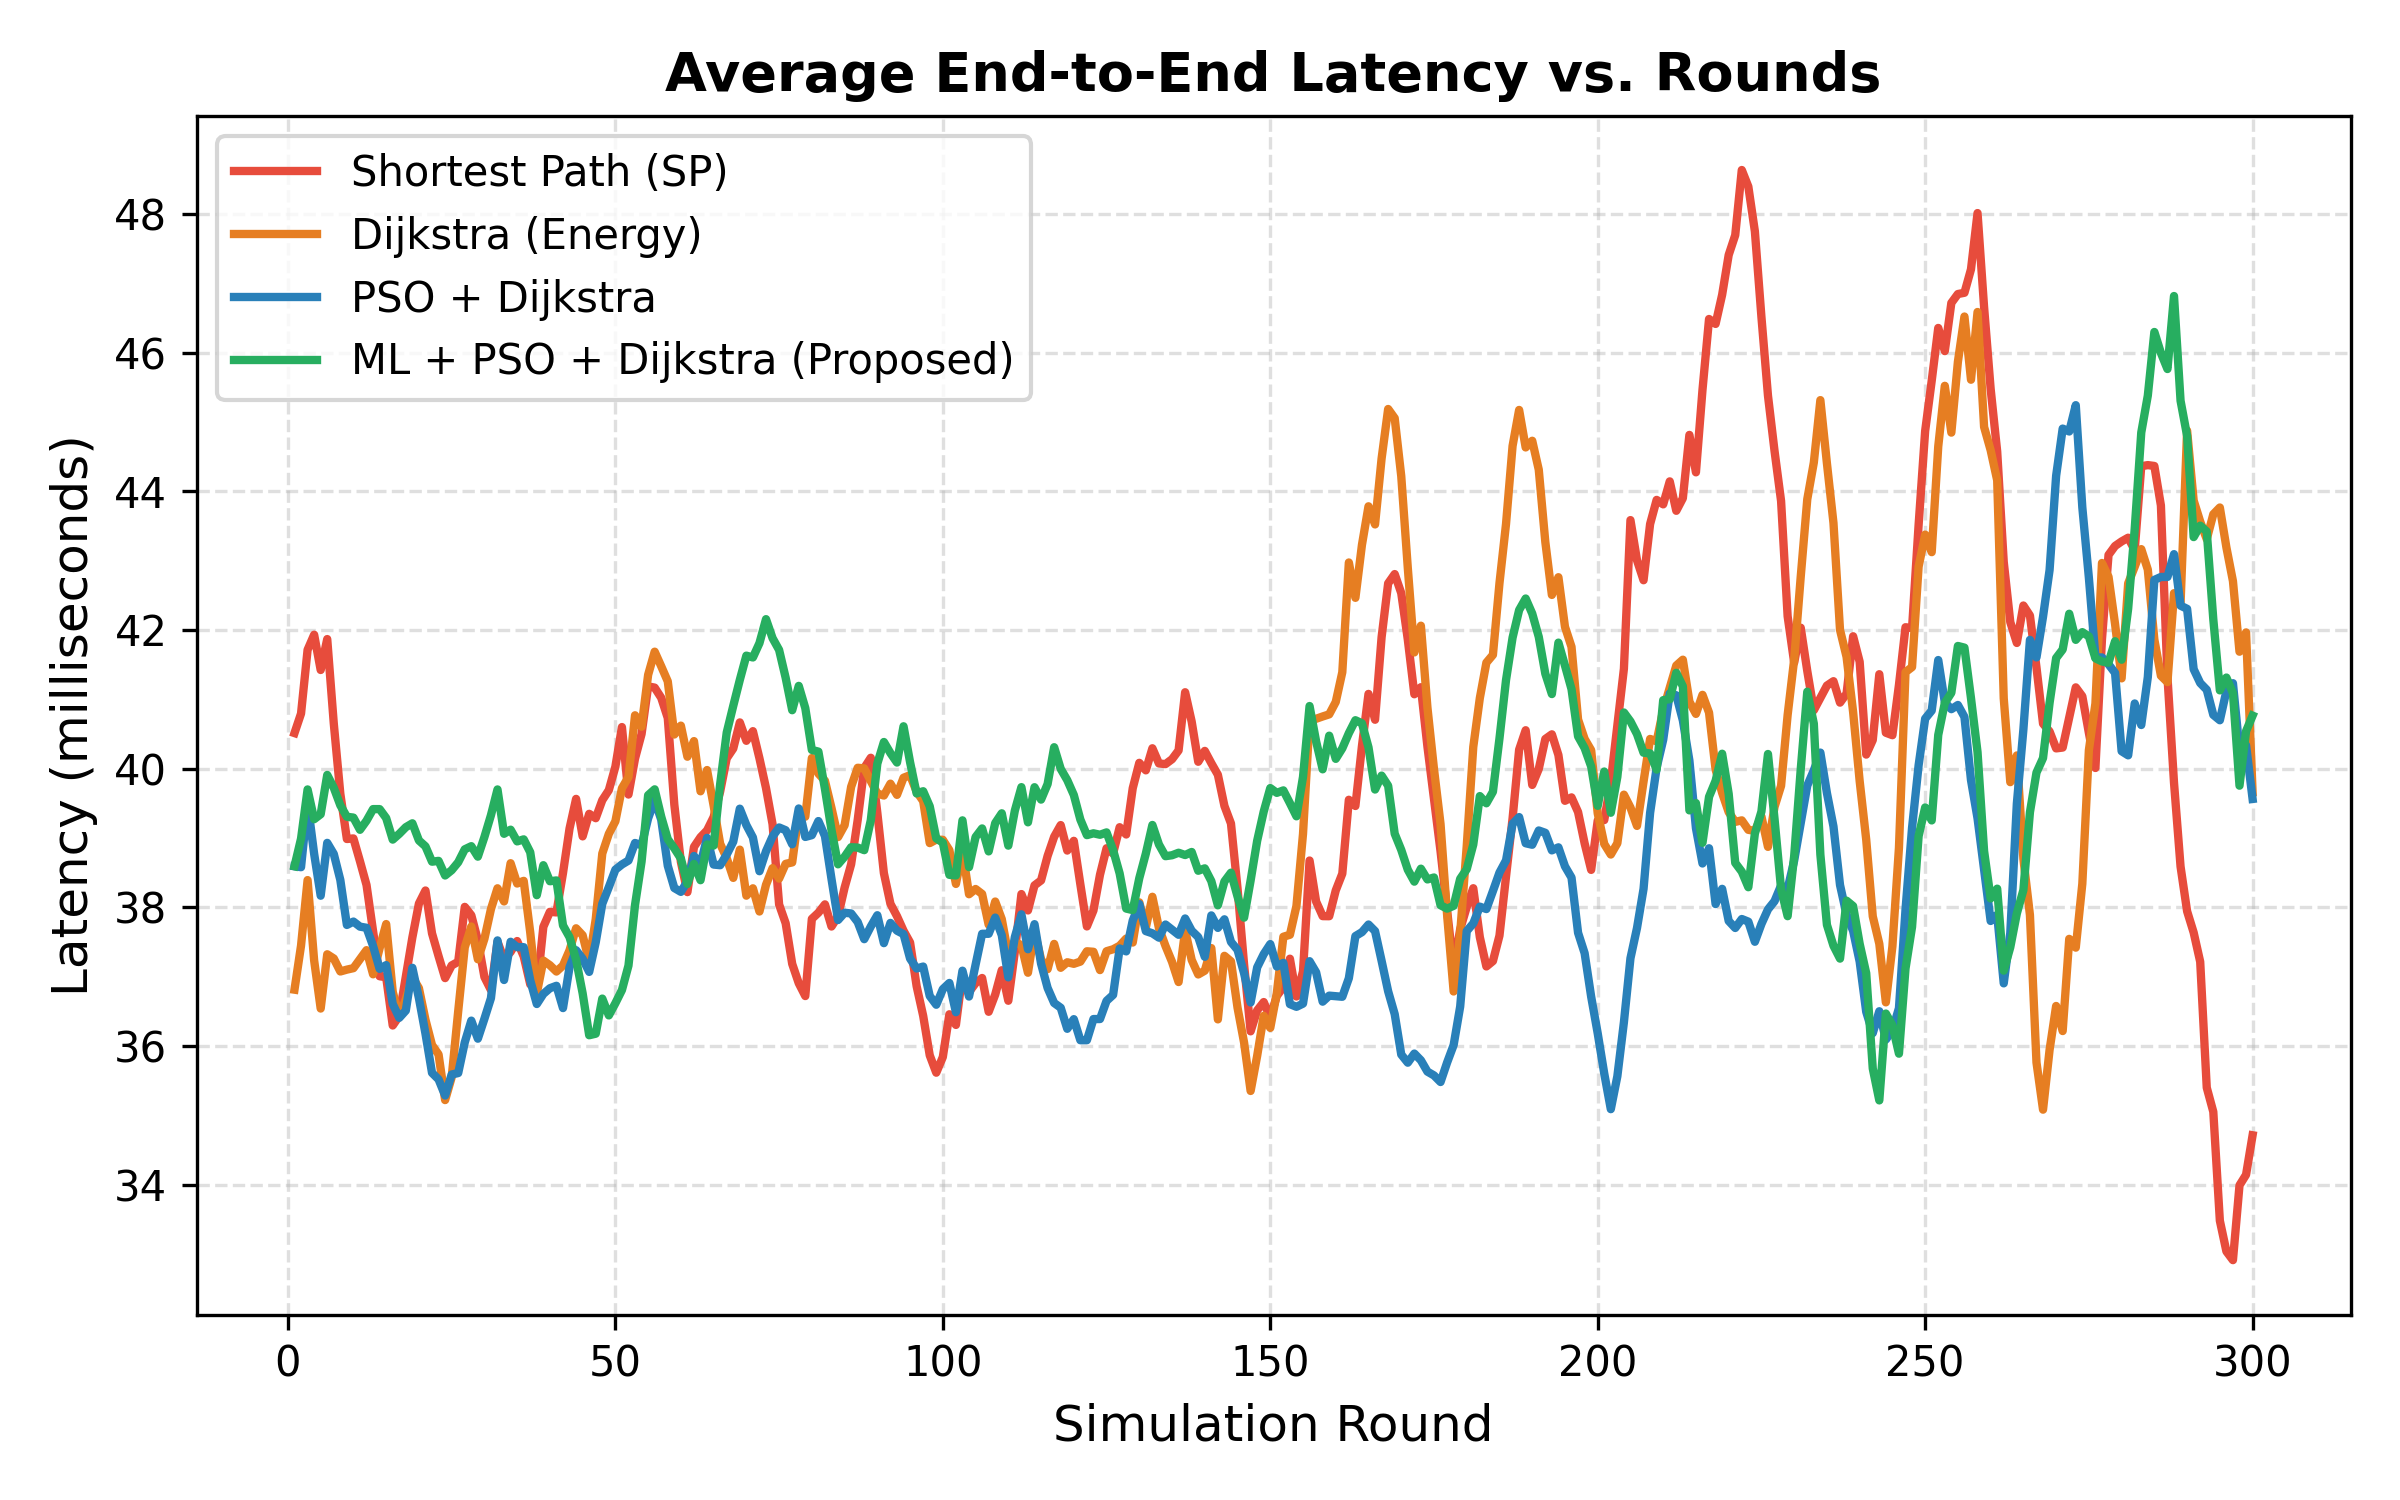 Average End-to-End Latency vs. Rounds
Shortest Path (SP)
Dijkstra (Energy)
PSO + Dijkstra
ML + PSO + Dijkstra (Proposed)
Latency (milliseconds)
48
46
44
42
40
38
36
34
0 50 100 150 200 250 300
Simulation Round